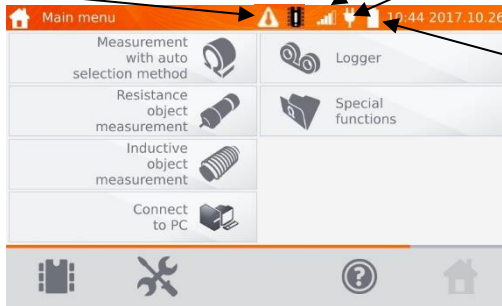 Main menu
10:44 2017.10.26
Measurement
with auto
selection method
Logger
Resistance
object
measurement
Special
functions
Inductive
object
measurement
Connect
to PC